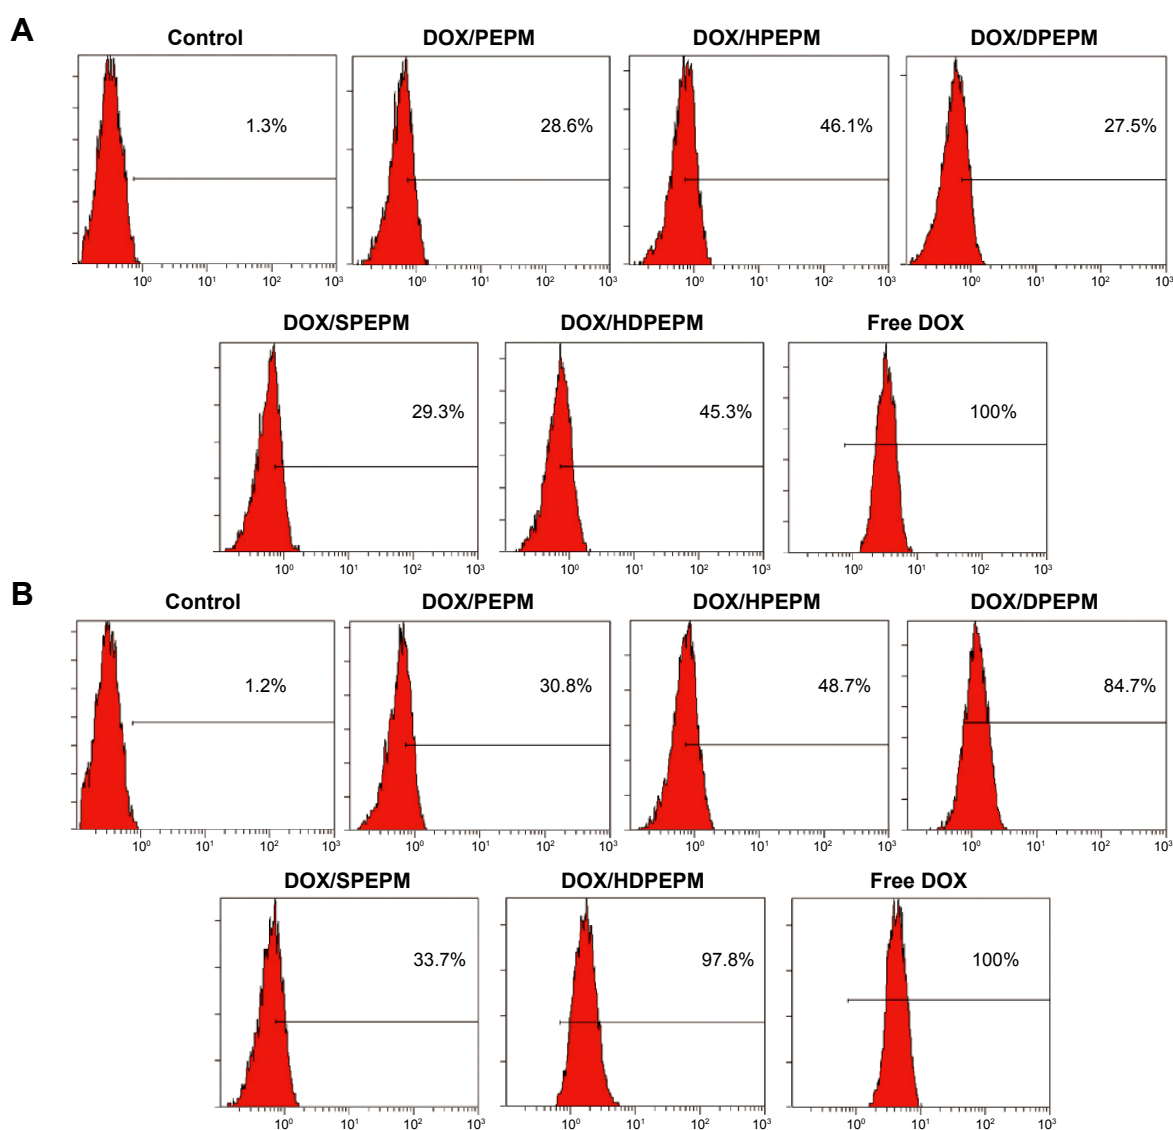 A
Control DOX/PEPM DOX/HPEPM DOX/DPEPM
1.3% 28.6% 46.1% 27.5%
10⁰ 10¹ 10² 10³ 10⁰ 10¹ 10² 10³ 10⁰ 10¹ 10² 10³ 10⁰ 10¹ 10² 10³
DOX/SPEPM DOX/HDPEPM Free DOX
29.3% 45.3% 100%
10⁰ 10¹ 10² 10³ 10⁰ 10¹ 10² 10³ 10⁰ 10¹ 10² 10³
B
Control DOX/PEPM DOX/HPEPM DOX/DPEPM
1.2% 30.8% 48.7% 84.7%
10⁰ 10¹ 10² 10³ 10⁰ 10¹ 10² 10³ 10⁰ 10¹ 10² 10³ 10⁰ 10¹ 10² 10³
DOX/SPEPM DOX/HDPEPM Free DOX
33.7% 97.8% 100%
10⁰ 10¹ 10² 10³ 10⁰ 10¹ 10² 10³ 10⁰ 10¹ 10² 10³